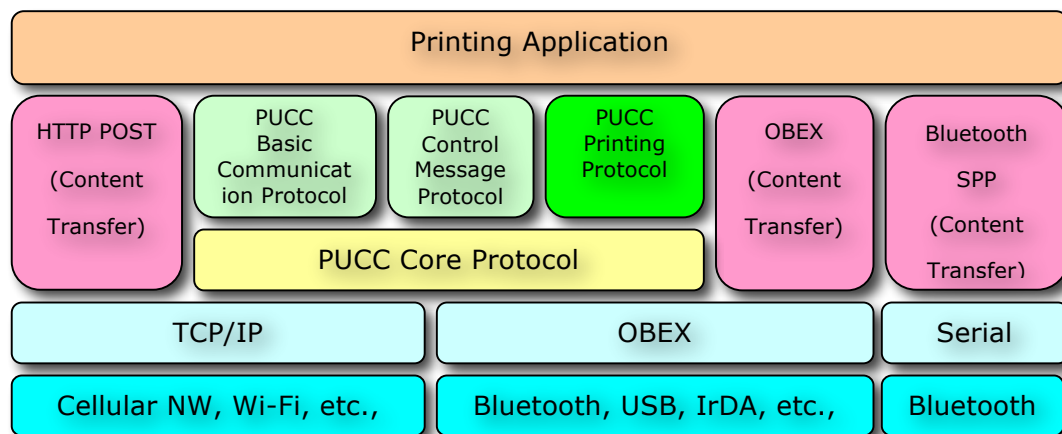 Printing Application
HTTP POST
(Content
Transfer)
PUCC
Basic
Communicat
ion Protocol
PUCC
Control
Message
Protocol
PUCC
Printing
Protocol
OBEX
(Content
Transfer)
Bluetooth
SPP
(Content
Transfer)
PUCC Core Protocol
TCP/IP
OBEX
Serial
Cellular NW, Wi-Fi, etc.,
Bluetooth, USB, IrDA, etc.,
Bluetooth